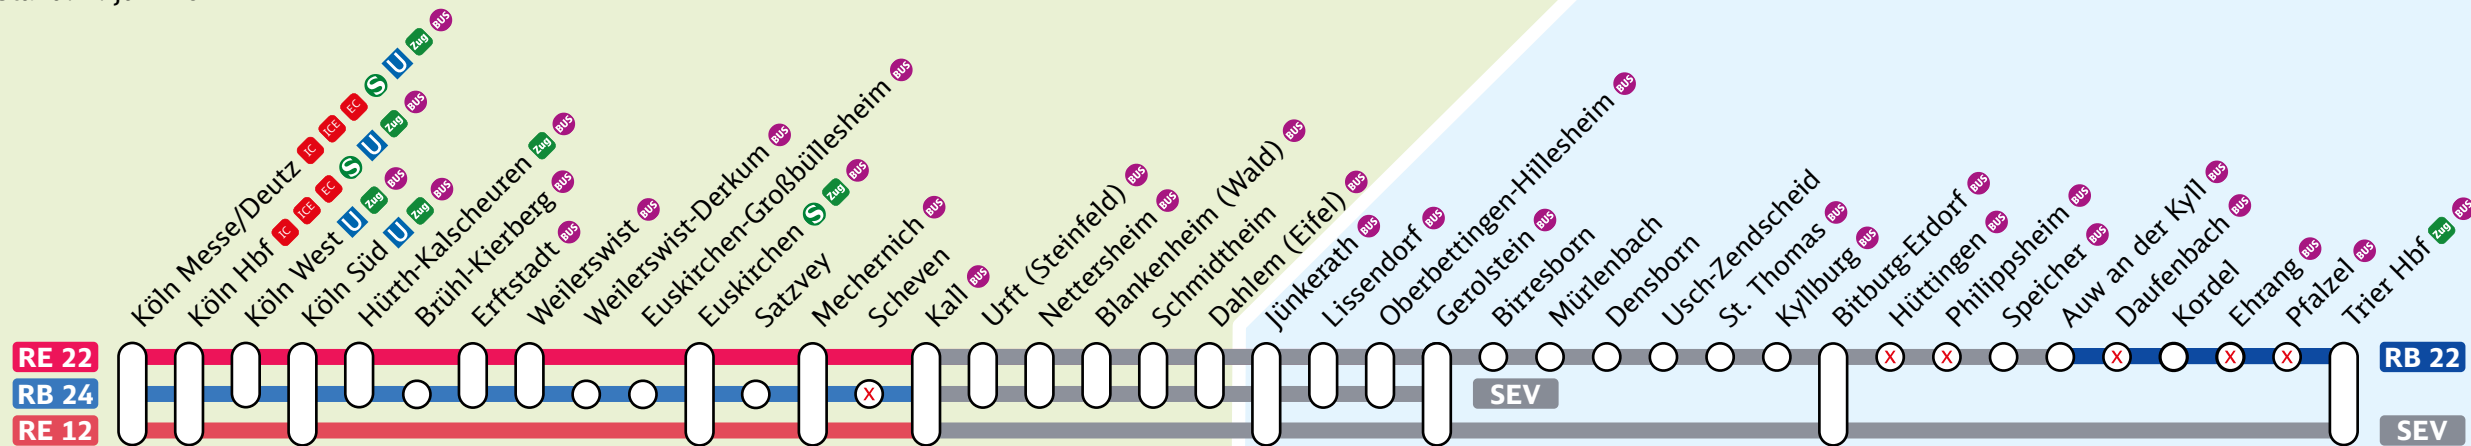 Köln Messe/Deutz IC ICE EC S U Zug BUS
Köln Hbf IC ICE EC S U Zug BUS
Köln West U Zug BUS
Köln Süd U Zug BUS
Hürth-Kalscheuren Zug BUS
Brühl-Kierberg BUS
Erftstadt BUS
Weilerswist BUS
Weilerswist-Derkum BUS
Euskirchen-Großbüllesheim BUS
Euskirchen S Zug BUS
Satzvey
Mechernich BUS
Scheven
Kall BUS
Urft (Steinfeld) BUS
Nettersheim BUS
Blankenheim (Wald) BUS
Schmidtheim
Dahlem (Eifel) BUS
Jünkerath BUS
Lissendorf BUS
Oberbettingen-Hillesheim BUS
Gerolstein BUS
Birresborn
Mürlenbach
Densborn
Usch-Zendscheid
St. Thomas BUS
Kyllburg BUS
Bitburg-Erdorf BUS
Hüttingen BUS
Philippsheim BUS
Speicher BUS
Auw an der Kyll BUS
Daufenbach BUS
Kordel
Ehrang BUS
Pfalzel BUS
Trier Hbf Zug BUS
RE 22 X X X X X RB 22
RB 24 X SEV
RE 12 SEV